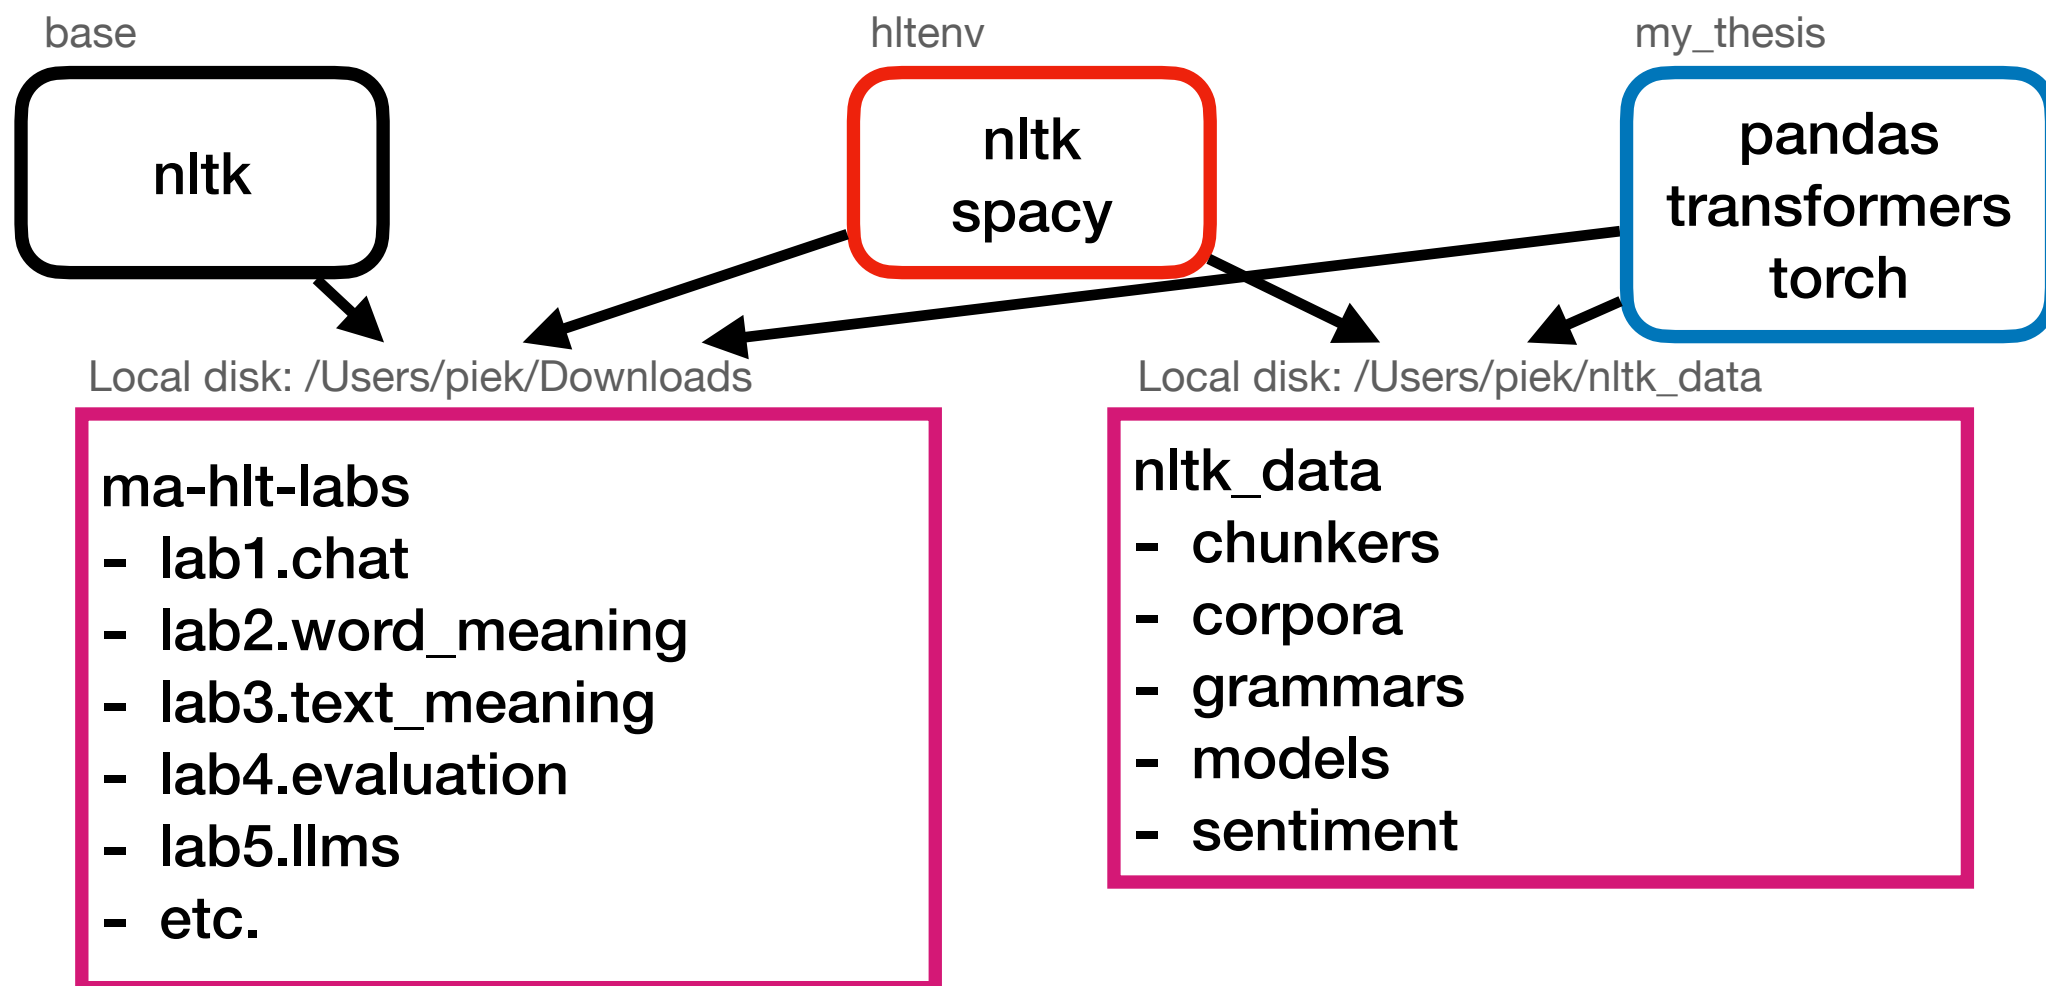 base
nltk
hltenv
nltk
spacy
my_thesis
pandas
transformers
torch
Local disk: /Users/piek/Downloads
ma-hlt-labs
- lab1.chat
- lab2.word_meaning
- lab3.text_meaning
- lab4.evaluation
- lab5.llms
- etc.
Local disk: /Users/piek/nltk_data
nltk_data
- chunkers
- corpora
- grammars
- models
- sentiment